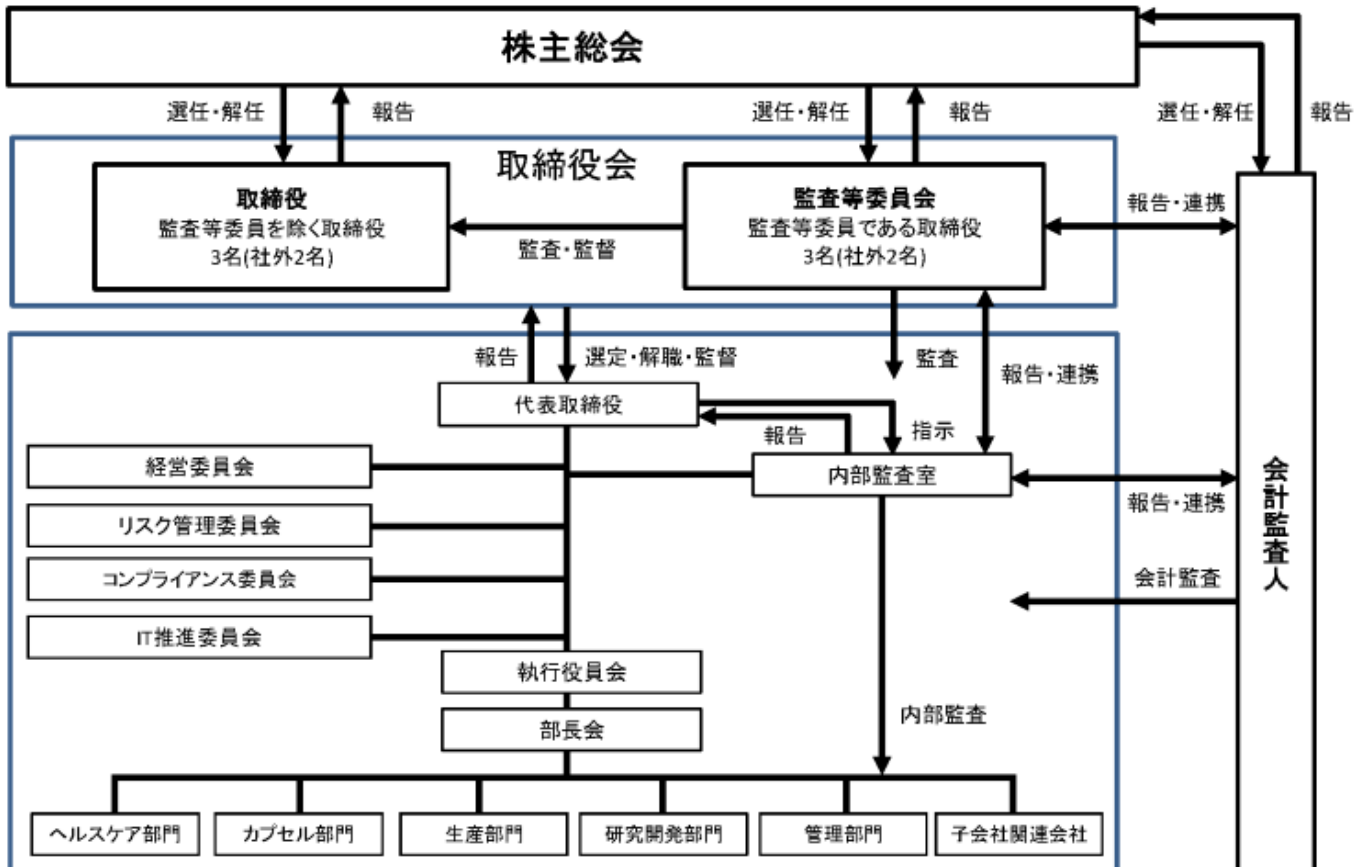 株主総会
選任・解任
報告
選任・解任
報告
選任・解任
報告
取締役会
取締役
監査等委員を除く取締役
3名(社外2名)
監査・監督
監査等委員会
監査等委員である取締役
3名(社外2名)
報告・連携
報告
選定・解職・監督
監査
報告・連携
代表取締役
報告
指示
経営委員会
内部監査室
報告・連携
会計監査人
リスク管理委員会
コンプライアンス委員会
会計監査
IT推進委員会
執行役員会
部長会
内部監査
ヘルスケア部門
カプセル部門
生産部門
研究開発部門
管理部門
子会社関連会社